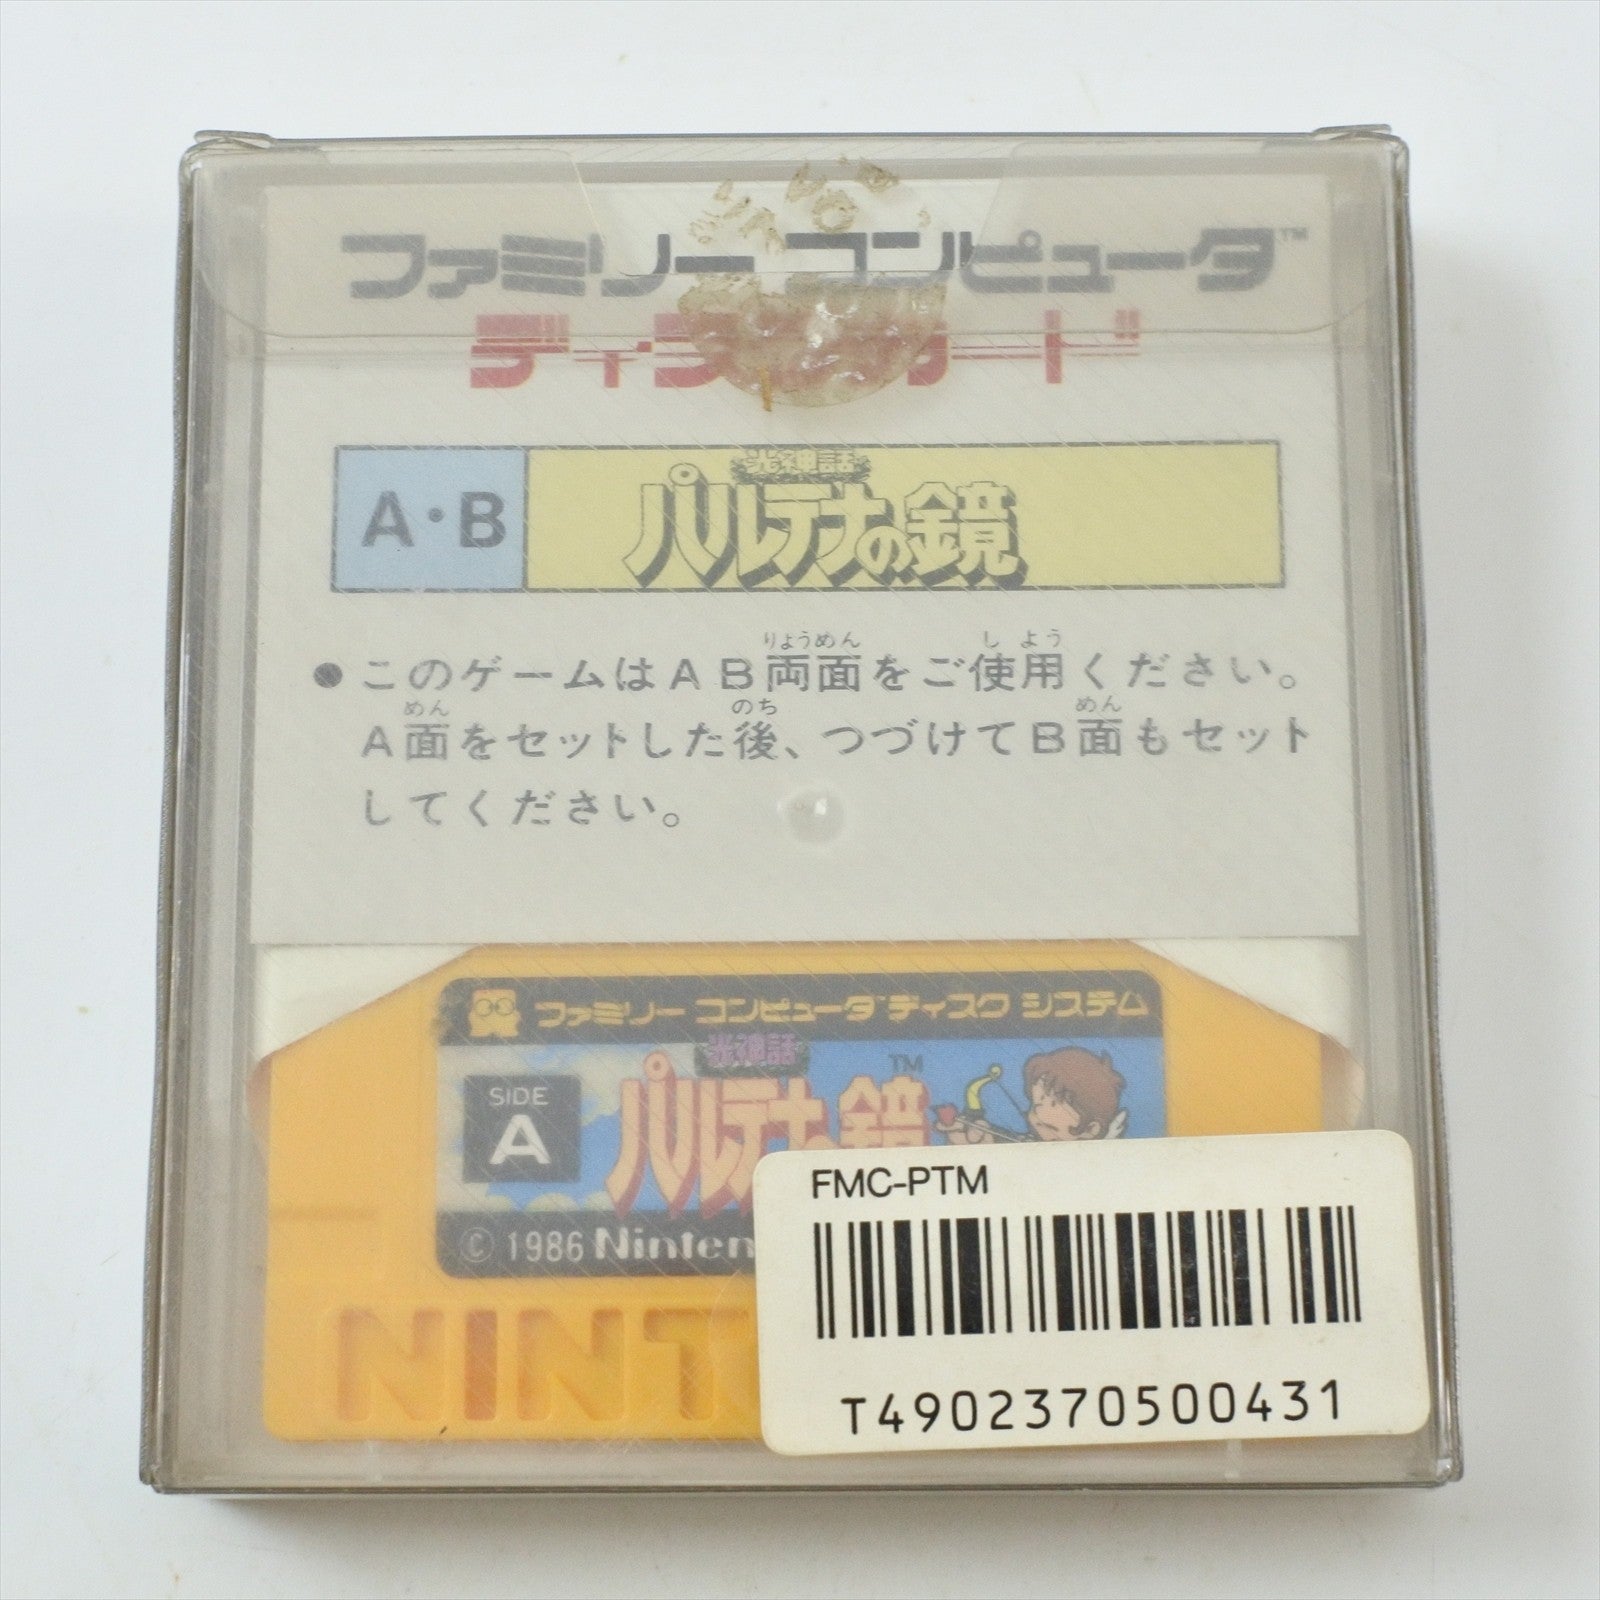 ファミリーコンピュータ™
A・B
光神話
パルテナの鏡
●このゲームはAB両面をご使用ください。
りょうめん しよう
A面をセットした後、つづけてB面もセット
めん のち めん
してください。
ファミリー コンピュータ ディスク システム
光神話
SIDE
A
パルテナの鏡
TM
© 1986 Ninten
NINT
FMC-PTM
T4902370500431